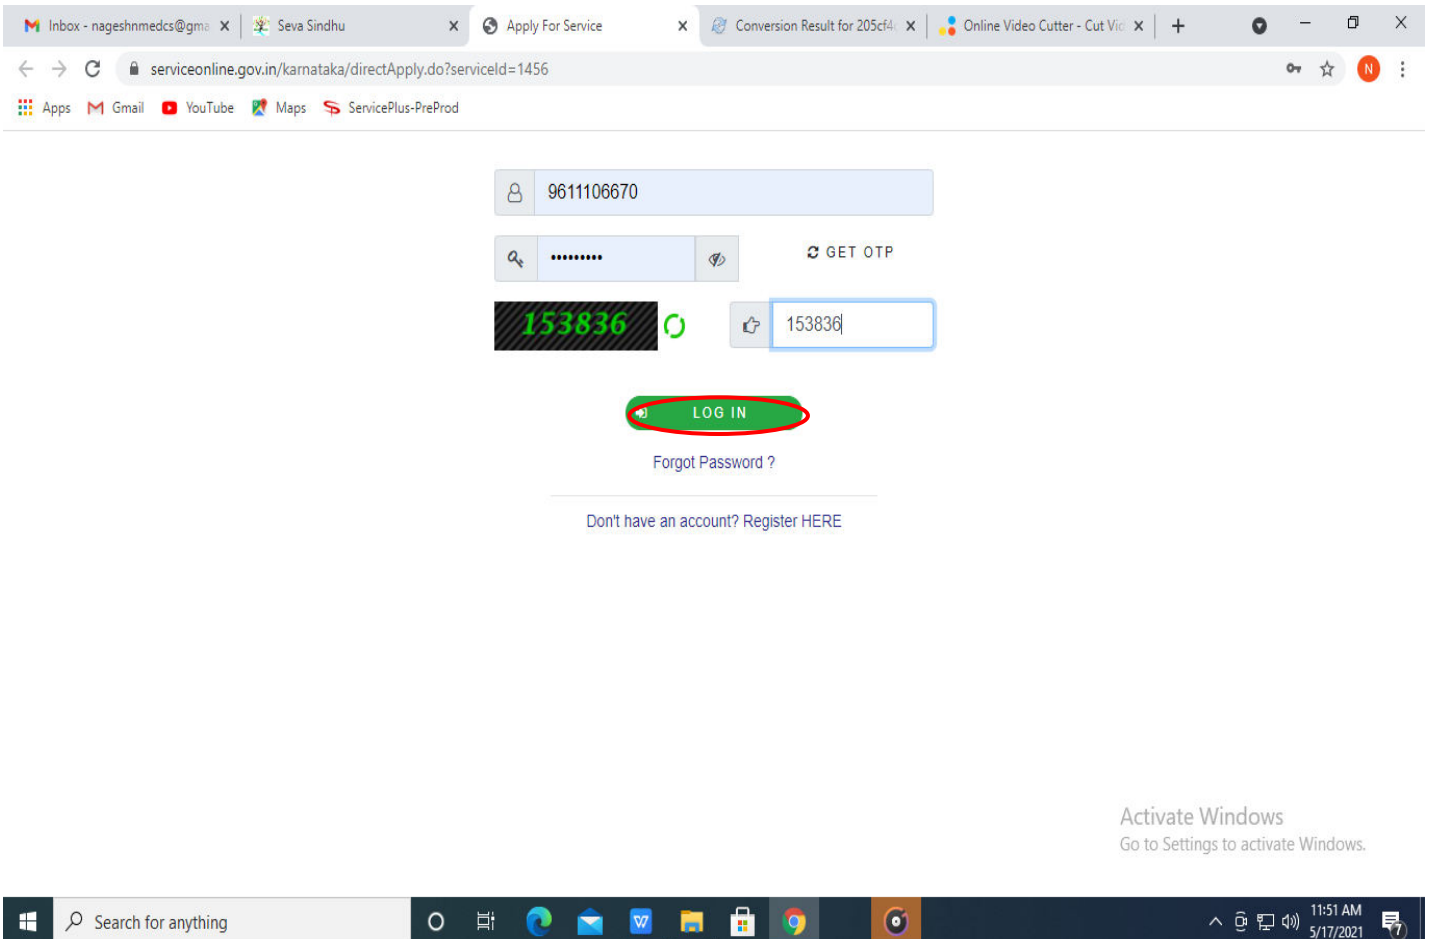 Inbox - nageshnmedcs@gma
Seva Sindhu
Apply For Service
Conversion Result for 205cf4
Online Video Cutter - Cut Vid
serviceonline.gov.in/karnataka/directApply.do?serviceId=1456
N
Apps
Gmail
YouTube
Maps
ServicePlus-PreProd
9611106670
•••••••••
GET OTP
153836
153836
LOG IN
Forgot Password ?
Don't have an account? Register HERE
Activate Windows
Go to Settings to activate Windows.
Search for anything
W
11:51 AM
5/17/2021
7